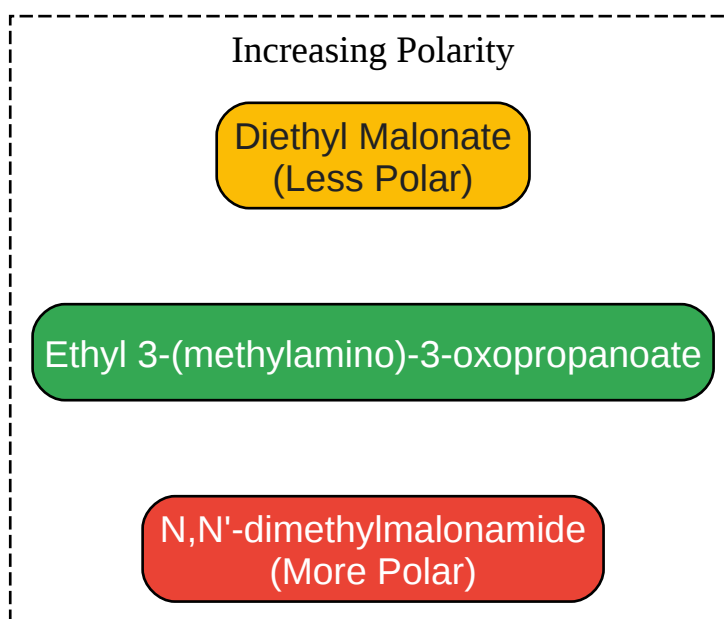 Increasing Polarity
Diethyl Malonate
(Less Polar)
Ethyl 3-(methylamino)-3-oxopropanoate
N,N'-dimethylmalonamide
(More Polar)